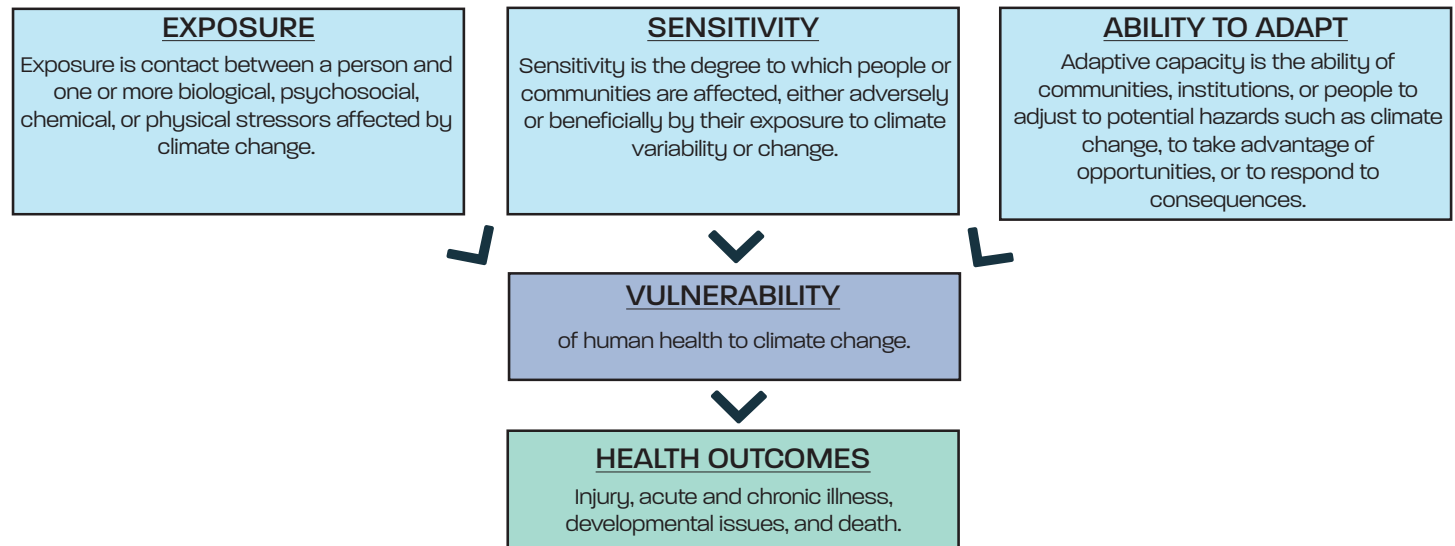 EXPOSURE
Exposure is contact between a person and
one or more biological, psychosocial,
chemical, or physical stressors affected by
climate change.
SENSITIVITY
Sensitivity is the degree to which people or
communities are affected, either adversely
or beneficially by their exposure to climate
variability or change.
ABILITY TO ADAPT
Adaptive capacity is the ability of
communities, institutions, or people to
adjust to potential hazards such as climate
change, to take advantage of
opportunities, or to respond to
consequences.
VULNERABILITY
of human health to climate change.
HEALTH OUTCOMES
Injury, acute and chronic illness,
developmental issues, and death.